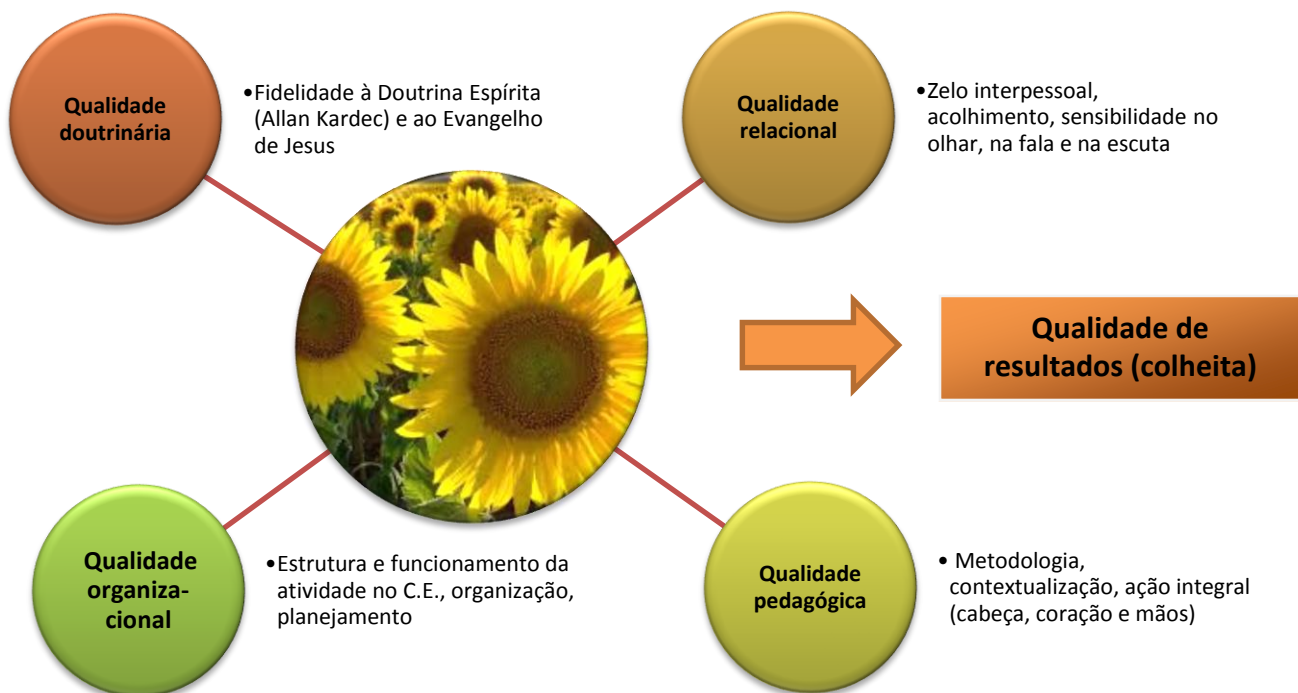 Qualidade
doutrinária
•Fidelidade à Doutrina Espírita
(Allan Kardec) e ao Evangelho
de Jesus
Qualidade
relacional
•Zelo interpessoal,
acolhimento, sensibilidade no
olhar, na fala e na escuta
Qualidade de
resultados (colheita)
Qualidade
organiza-
cional
•Estrutura e funcionamento da
atividade no C.E., organização,
planejamento
Qualidade
pedagógica
• Metodologia,
contextualização, ação integral
(cabeça, coração e mãos)